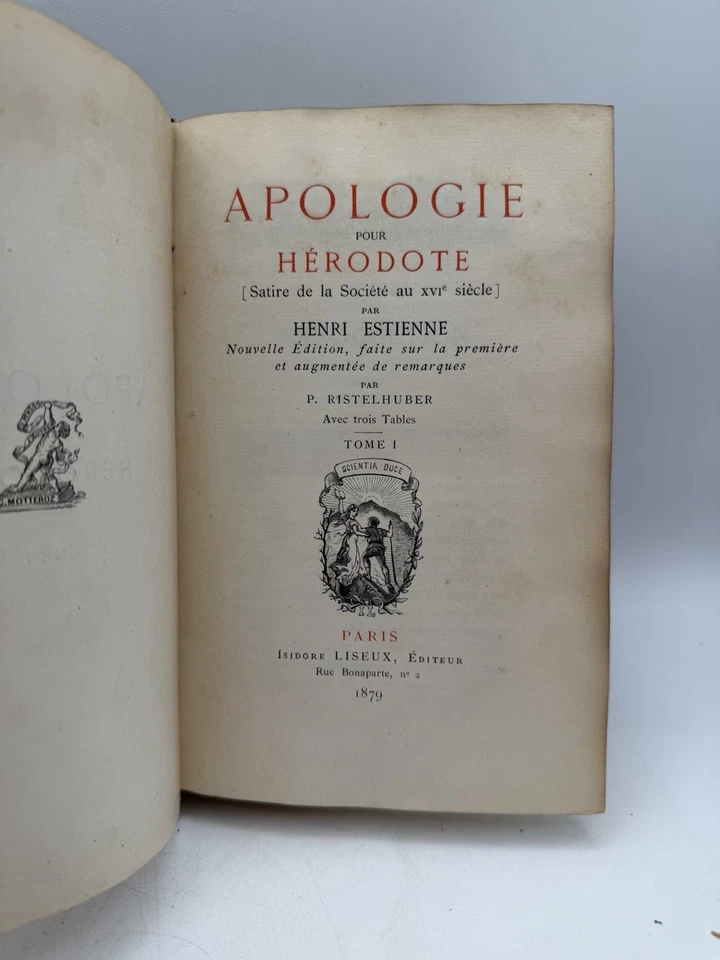 MOTTEROZ
APOLOGIE
POUR
HÉRODOTE
[Satire de la Société au XVIe siècle]
PAR
HENRI ESTIENNE
Nouvelle Édition, faite sur la première
et augmentée de remarques
PAR
P. RISTELHUBER
Avec trois Tables
TOME I
SCIENTIA DUCE
PARIS
ISIDORE LISEUX, ÉDITEUR
Rue Bonaparte, nº 2
1879